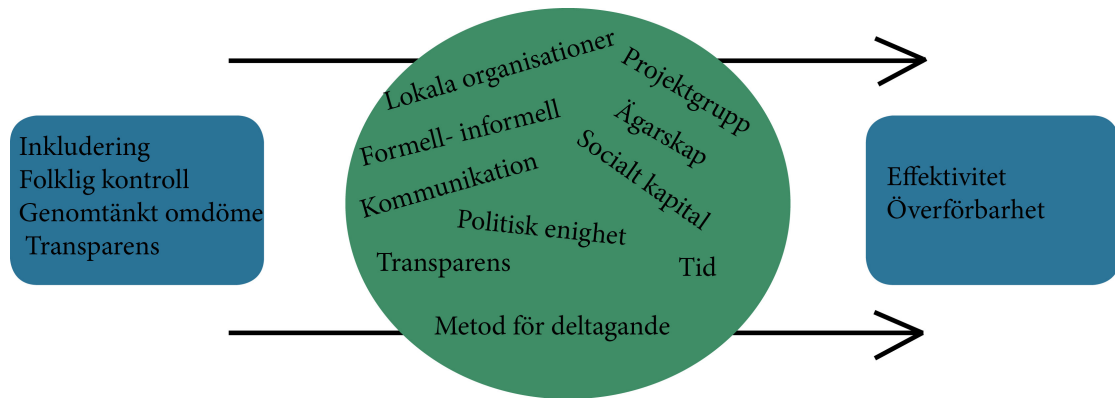 Inkludering
Folklig kontroll
Genomtänkt omdöme
Transparens
Lokala organisationer
Projektgrupp
Formell- informell
Ägarskap
Kommunikation
Socialt kapital
Politisk enighet
Transparens
Tid
Metod för deltagande
Effektivitet
Överförbarhet